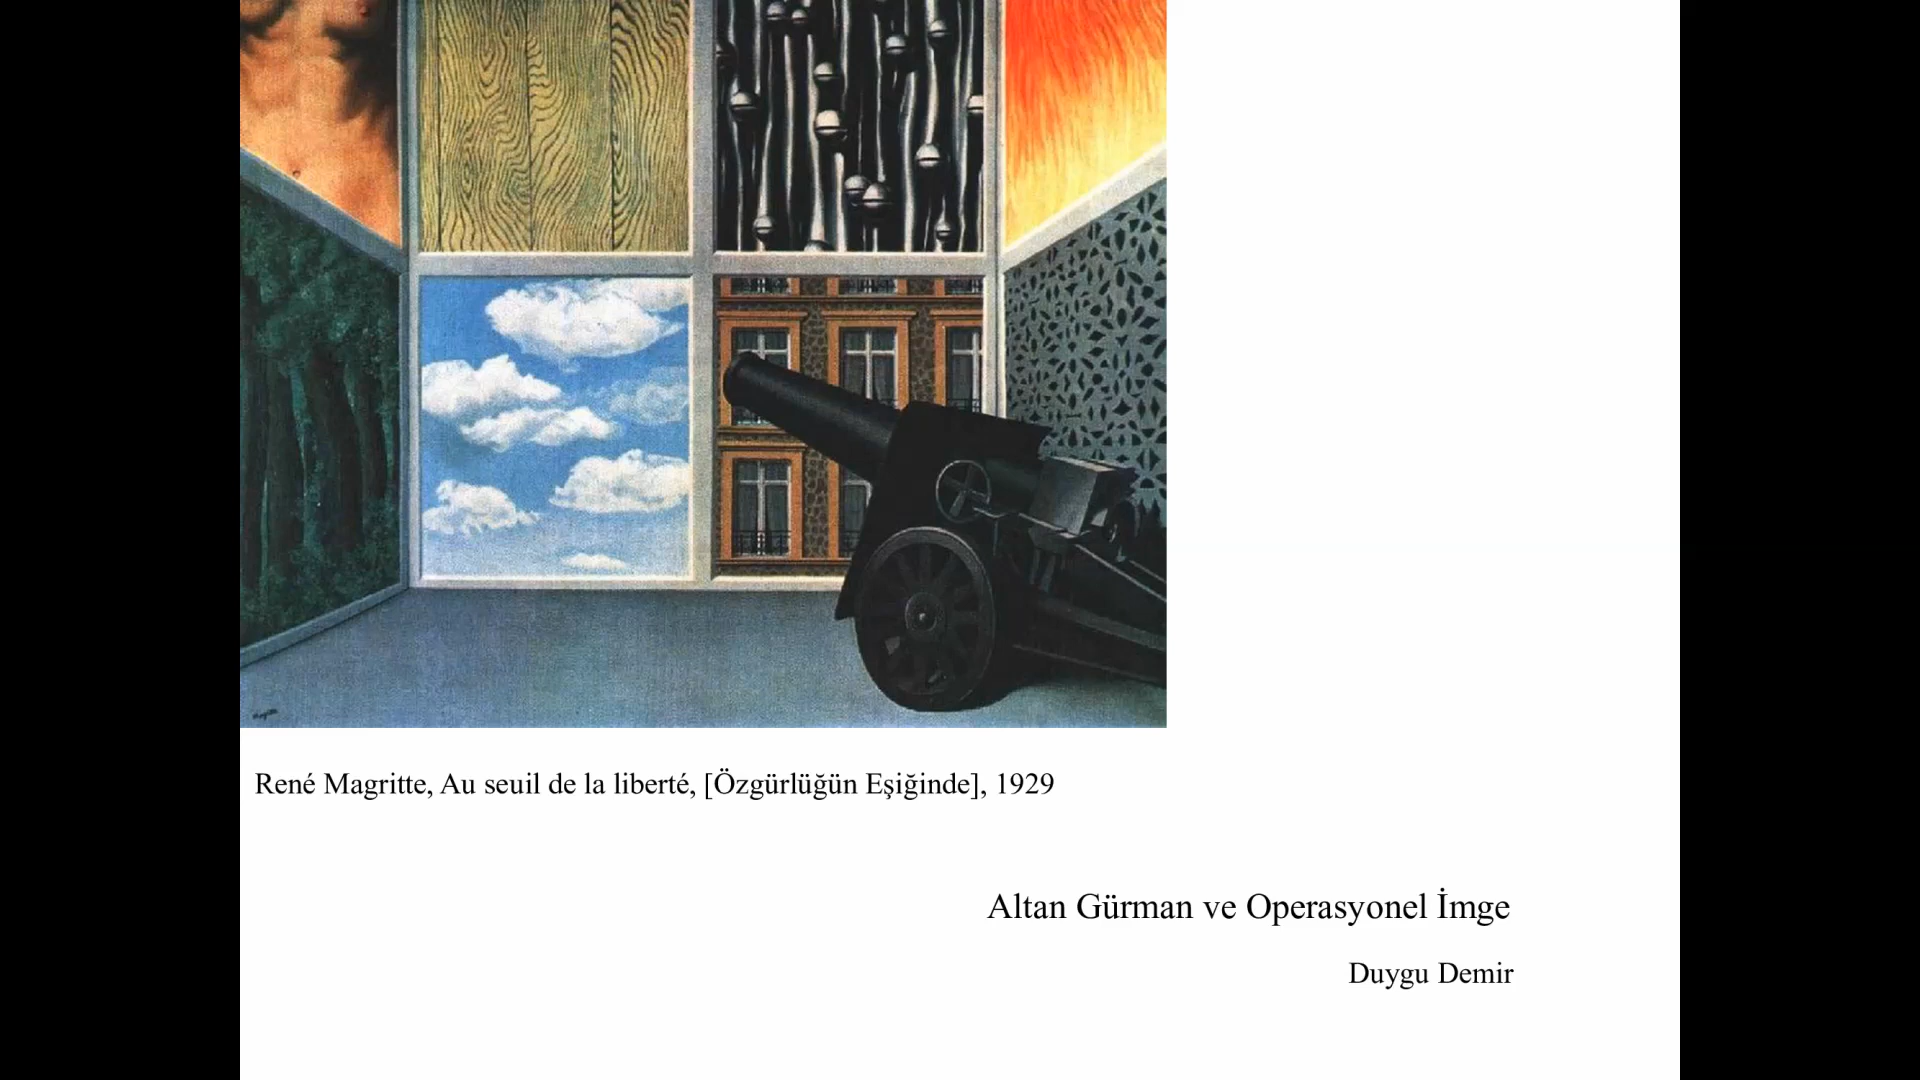 René Magritte, Au seuil de la liberté, [Özgürlüğün Eşiğinde], 1929
Altan Gürman ve Operasyonel İmge
Duygu Demir